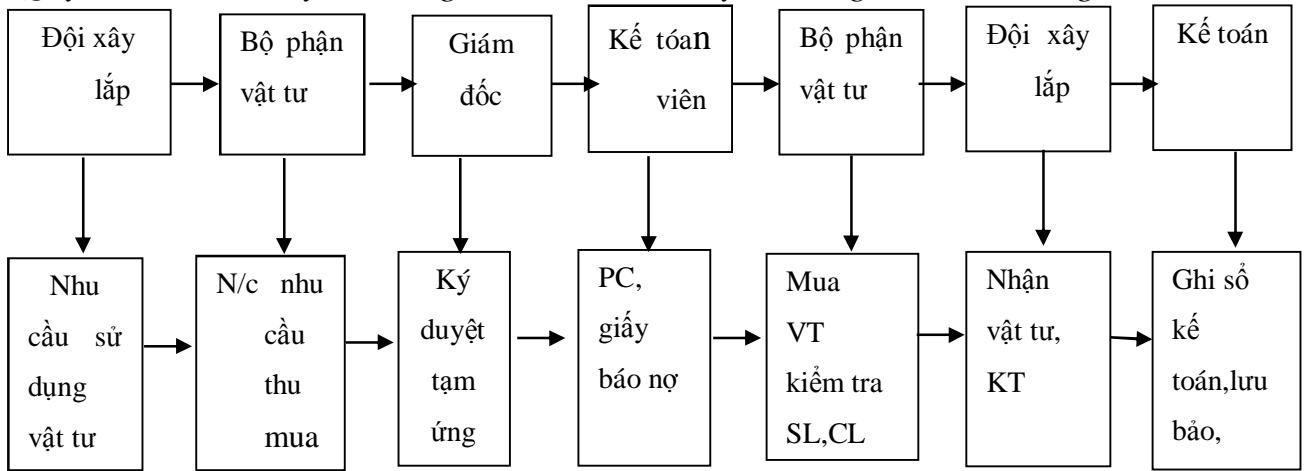 Đội xây
lắp
Bộ phận
vật tư
Giám
đốc
Kế tóan
viên
Bộ phận
vật tư
Đội xây
lắp
Kế toán
Nhu
cầu sử
dụng
vật tư
N/c nhu
cầu
thu
mua
Ký
duyệt
tạm
ứng
PC,
giấy
báo nợ
Mua
VT
kiểm tra
SL,CL
Nhận
vật tư,
KT
Ghi sổ
kế
toán,lưu
bảo,